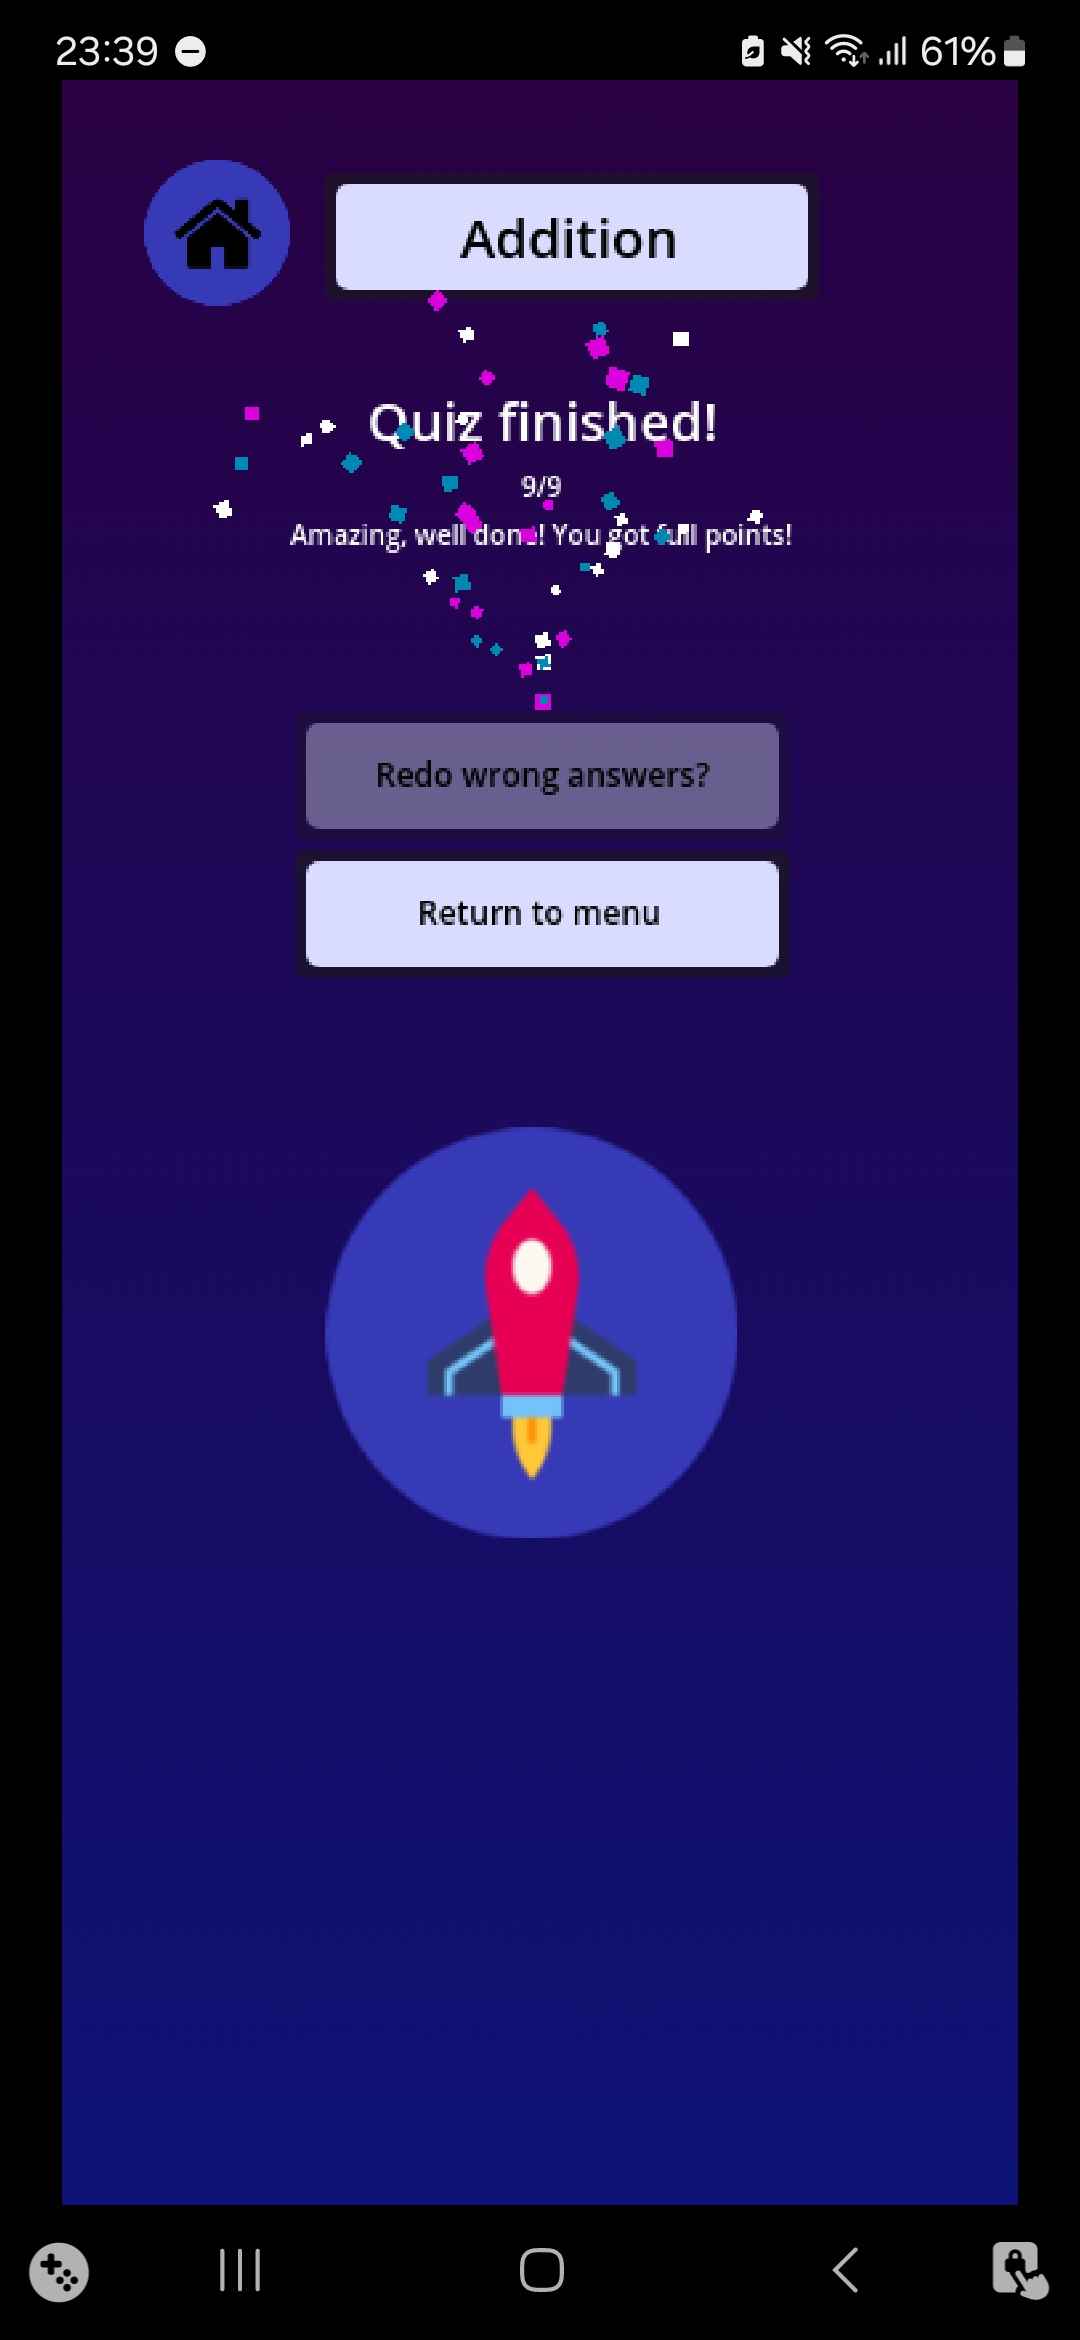 23:39
61%
Addition
Quiz finished!
9/9
Amazing, well done! You got full points!
Redo wrong answers?
Return to menu